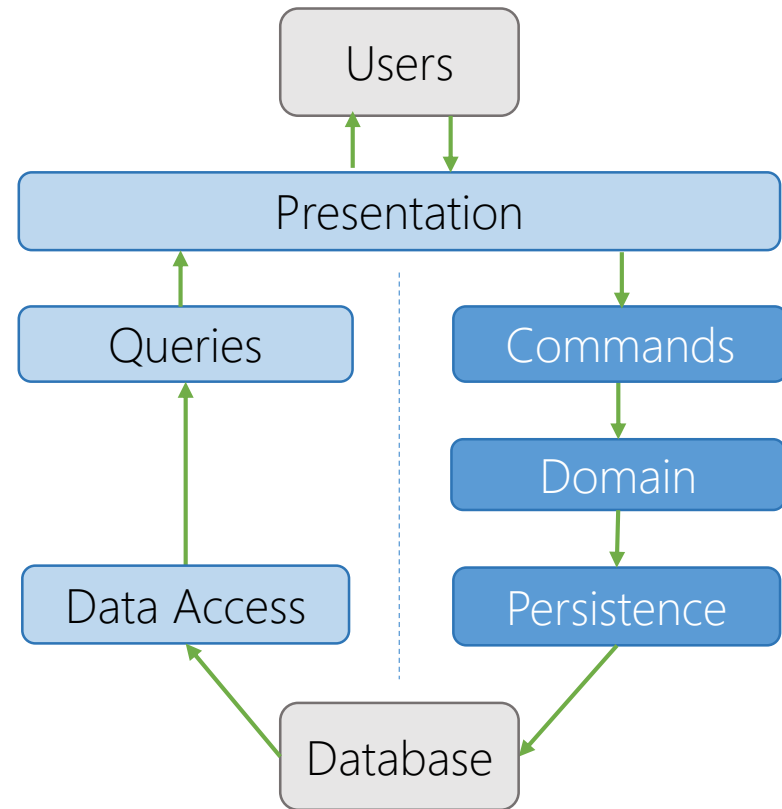 Users
Presentation
Queries
Commands
Domain
Data Access
Persistence
Database